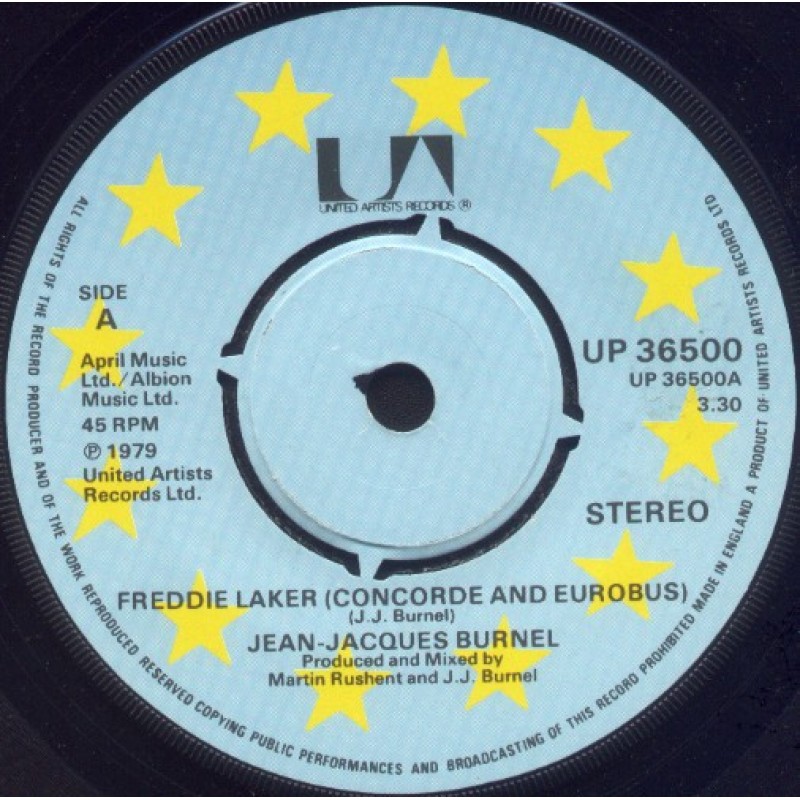 UA
UNITED ARTISTS RECORDS ®
SIDE
A
April Music
Ltd./Albion
Music Ltd.
45 RPM
℗ 1979
United Artists
Records Ltd.
UP 36500
UP 36500A
3.30
STEREO
FREDDIE LAKER (CONCORDE AND EUROBUS)
(J.J. Burnel)
JEAN-JACQUES BURNEL
Produced and Mixed by
Martin Rushent and J.J. Burnel
ALL RIGHTS OF THE RECORD PRODUCER AND OF THE WORK REPRODUCED RESERVED COPYING PUBLIC PERFORMANCES AND BROADCASTING OF THIS RECORD PROHIBITED MADE IN ENGLAND A PRODUCT OF UNITED ARTISTS RECORDS LTD